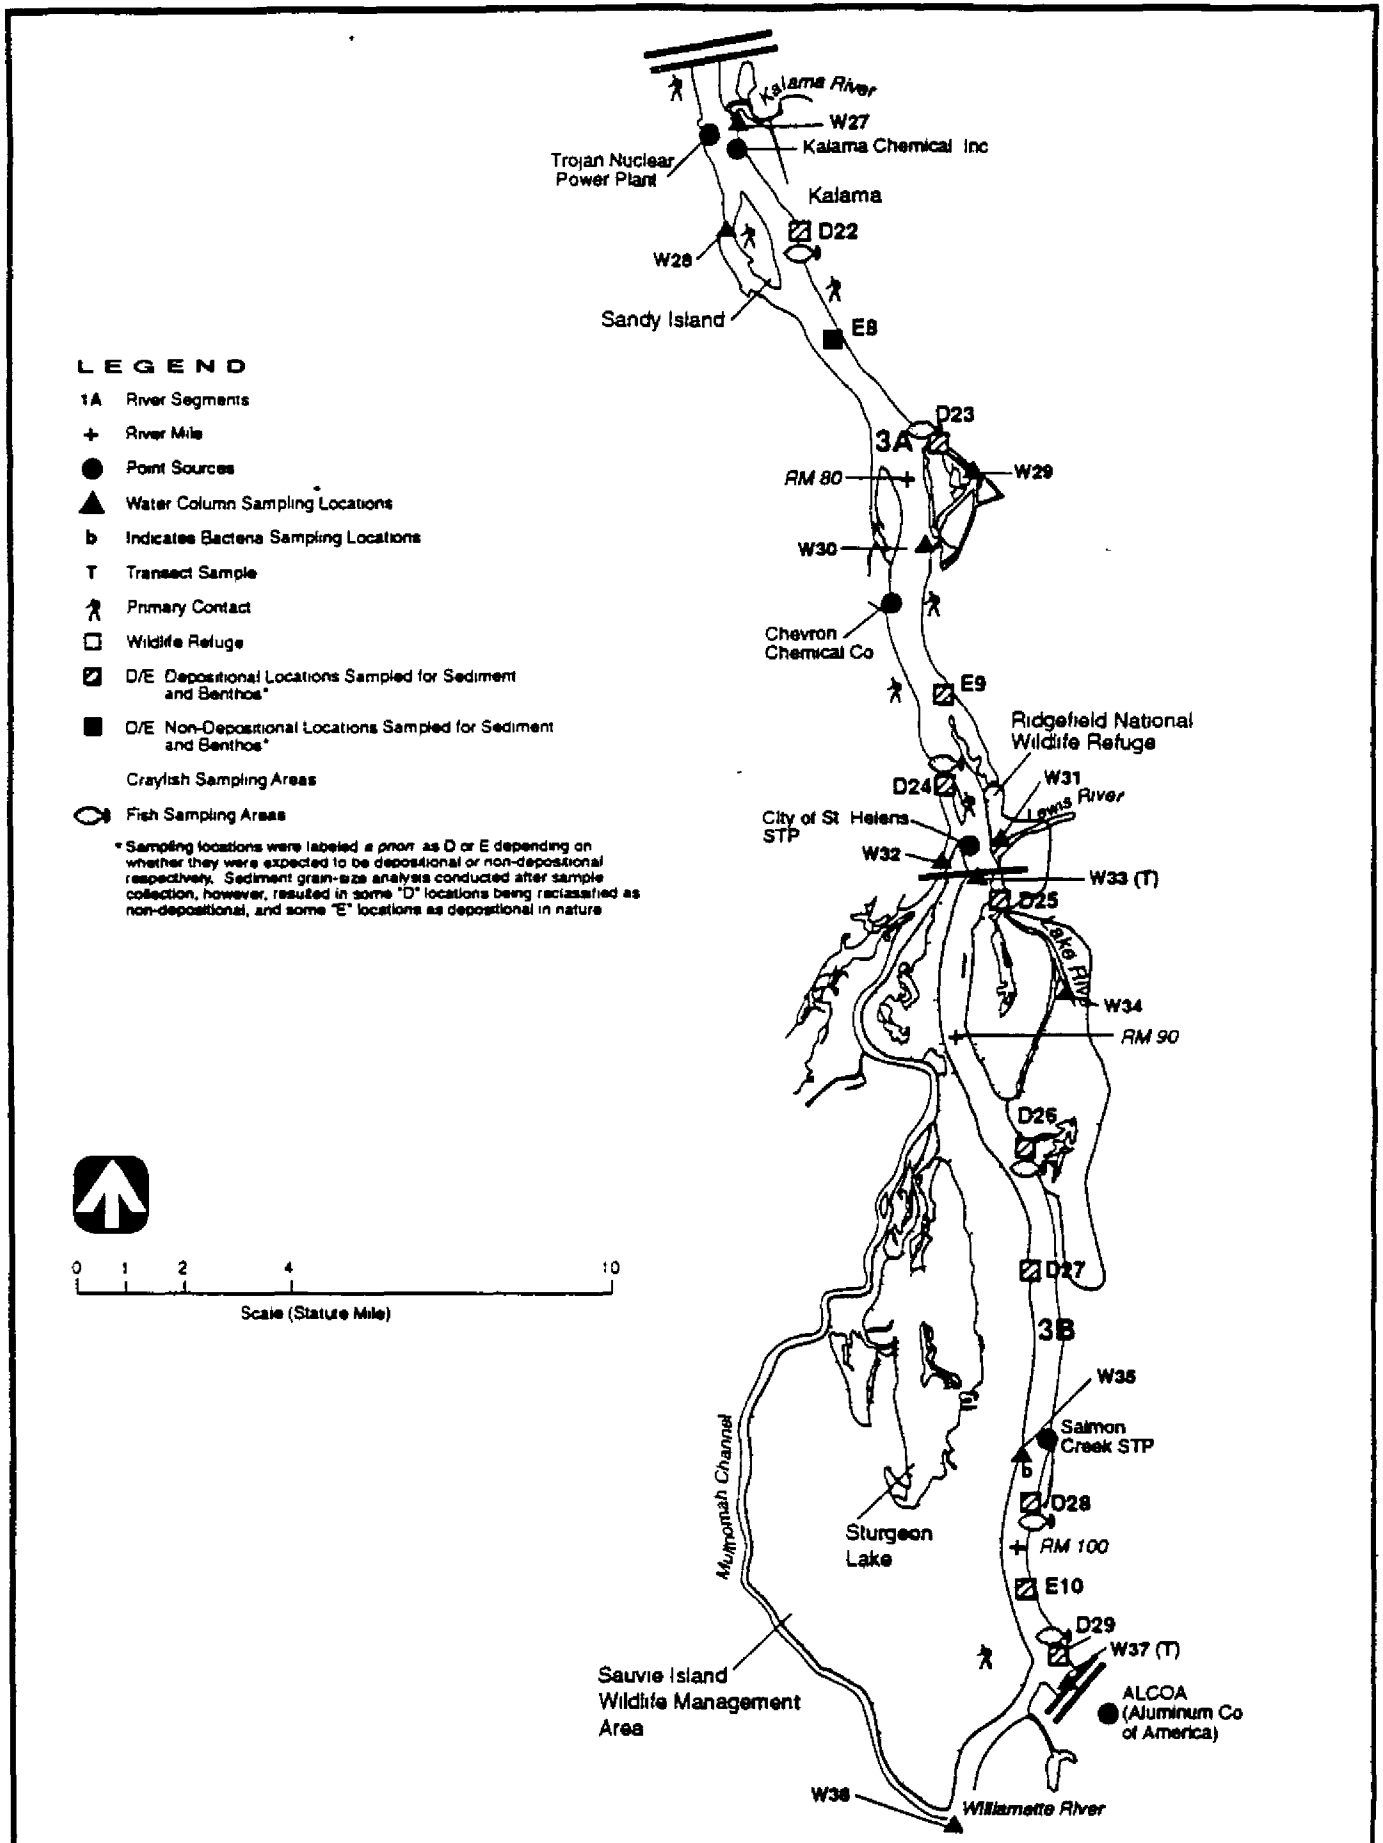 Kalama River
W27
Kalama Chemical Inc
Trojan Nuclear
Power Plant
Kalama
D22
W28
Sandy Island
E8
LEGEND
1A River Segments
+ River Mile
Point Sources
Water Column Sampling Locations
b Indicates Bacteria Sampling Locations
T Transect Sample
Primary Contact
Wildlife Refuge
D/E Depositional Locations Sampled for Sediment
and Benthos*
D/E Non-Depositional Locations Sampled for Sediment
and Benthos*
Crayfish Sampling Areas
Fish Sampling Areas
* Sampling locations were labeled a priori as D or E depending on
whether they were expected to be depositional or non-depositional
respectively. Sediment grain-size analysis conducted after sample
collection, however, resulted in some "D" locations being reclassified as
non-depositional, and some "E" locations as depositional in nature
D23
3A
RM 80
W29
W30
Chevron
Chemical Co
E9
Ridgefield National
Wildlife Refuge
W31
D24
Lewis River
City of St Helens
STP
W32
W33 (T)
D25
Lake River
W34
RM 90
D26
0 1 2 4 10
Scale (Statute Mile)
D27
3B
W35
Salmon
Creek STP
b
D28
Multnomah Channel
Sturgeon
Lake
RM 100
E10
D29
W37 (T)
Sauvie Island
Wildlife Management
Area
ALCOA
(Aluminum Co
of America)
W36
Willamette River